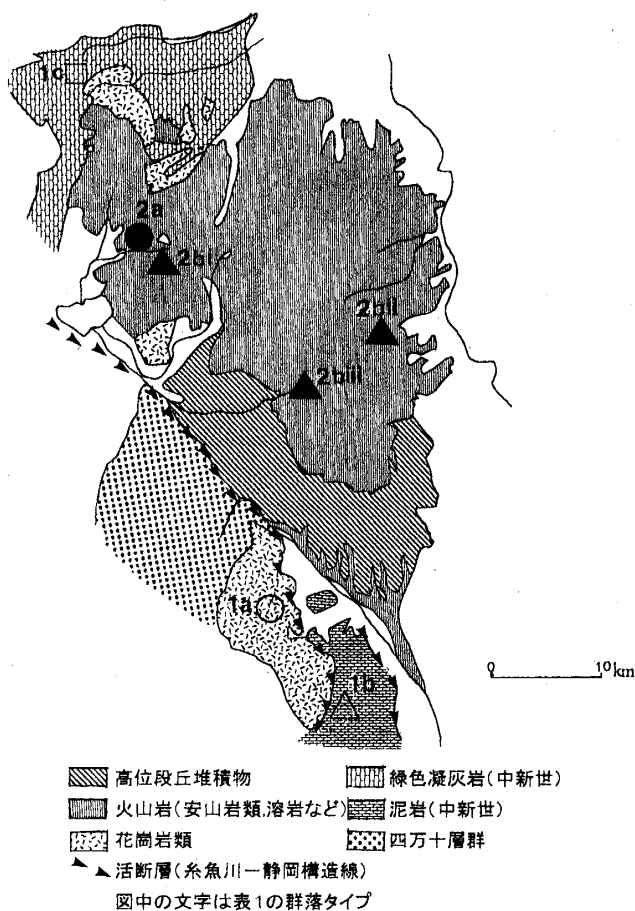 1c
2a
2bi
2bii
2biii
1a
1b
0 10km
高位段丘堆積物
緑色凝灰岩(中新世)
火山岩(安山岩類,溶岩など)
泥岩(中新世)
花崗岩類
四万十層群
活断層(糸魚川ー静岡構造線)
図中の文字は表1の群落タイプ